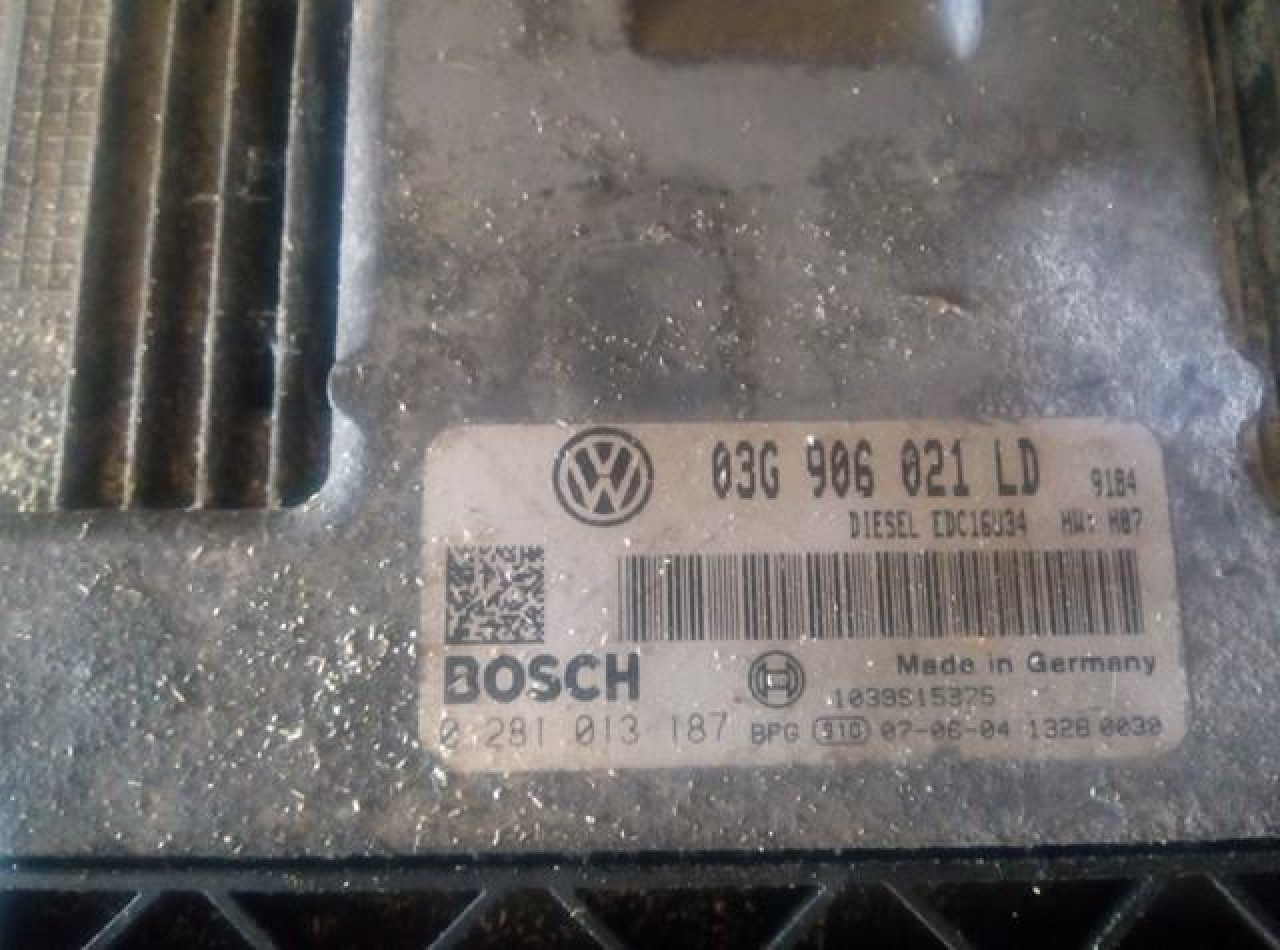 03G 906 021 LD 9184
DIESEL EDC16U34 HW: H07
BOSCH
Made in Germany
1039S15375
0 281 013 187 BPG 910 07-06-04 1328 0030